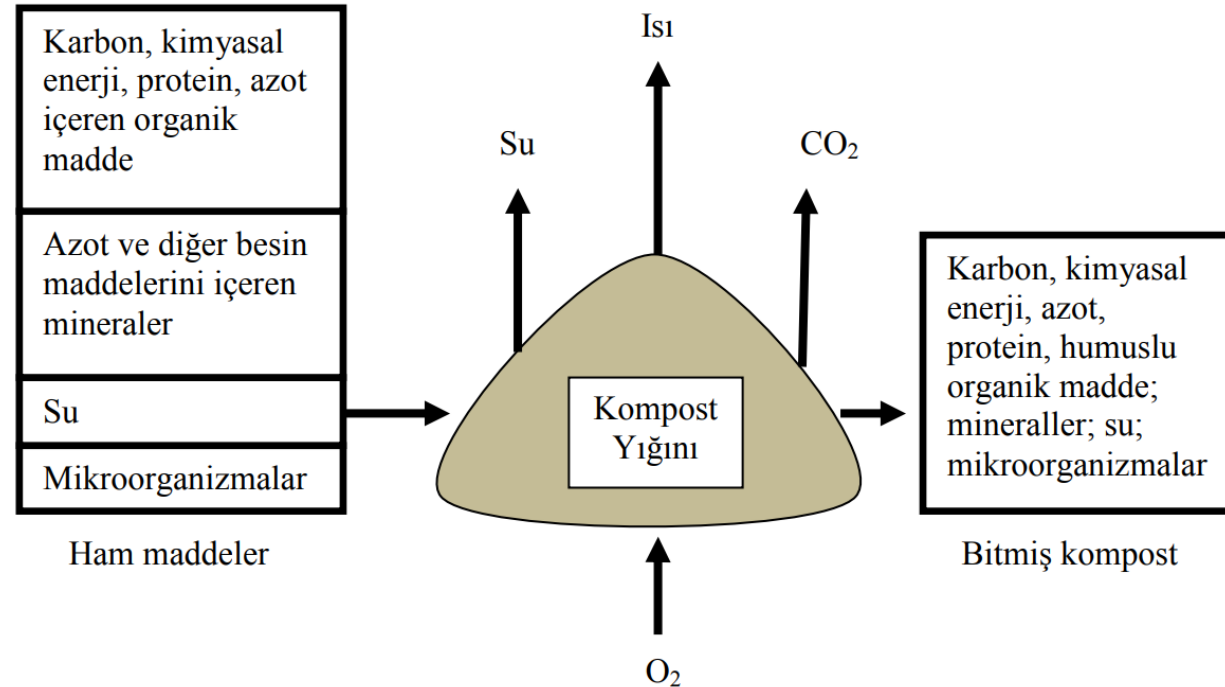 Karbon, kimyasal
enerji, protein, azot
içeren organik
madde
Azot ve diğer besin
maddelerini içeren
mineraler
Su
Mikroorganizmalar
Ham maddeler
Isı
Su
CO₂
Kompost
Yığını
O₂
Karbon, kimyasal
enerji, azot,
protein, humuslu
organik madde;
mineraller; su;
mikroorganizmalar
Bitmiş kompost